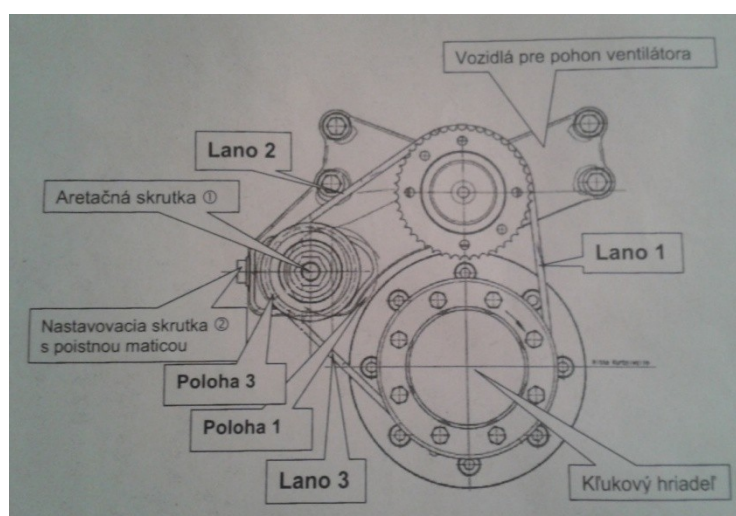 Vozidlá pre pohon ventilátora
Lano 2
Aretačná skrutka ①
Lano 1
Nastavovacia skrutka ②
s poistnou maticou
Poloha 3
Poloha 1
Lano 3
Kľukový hriadeľ